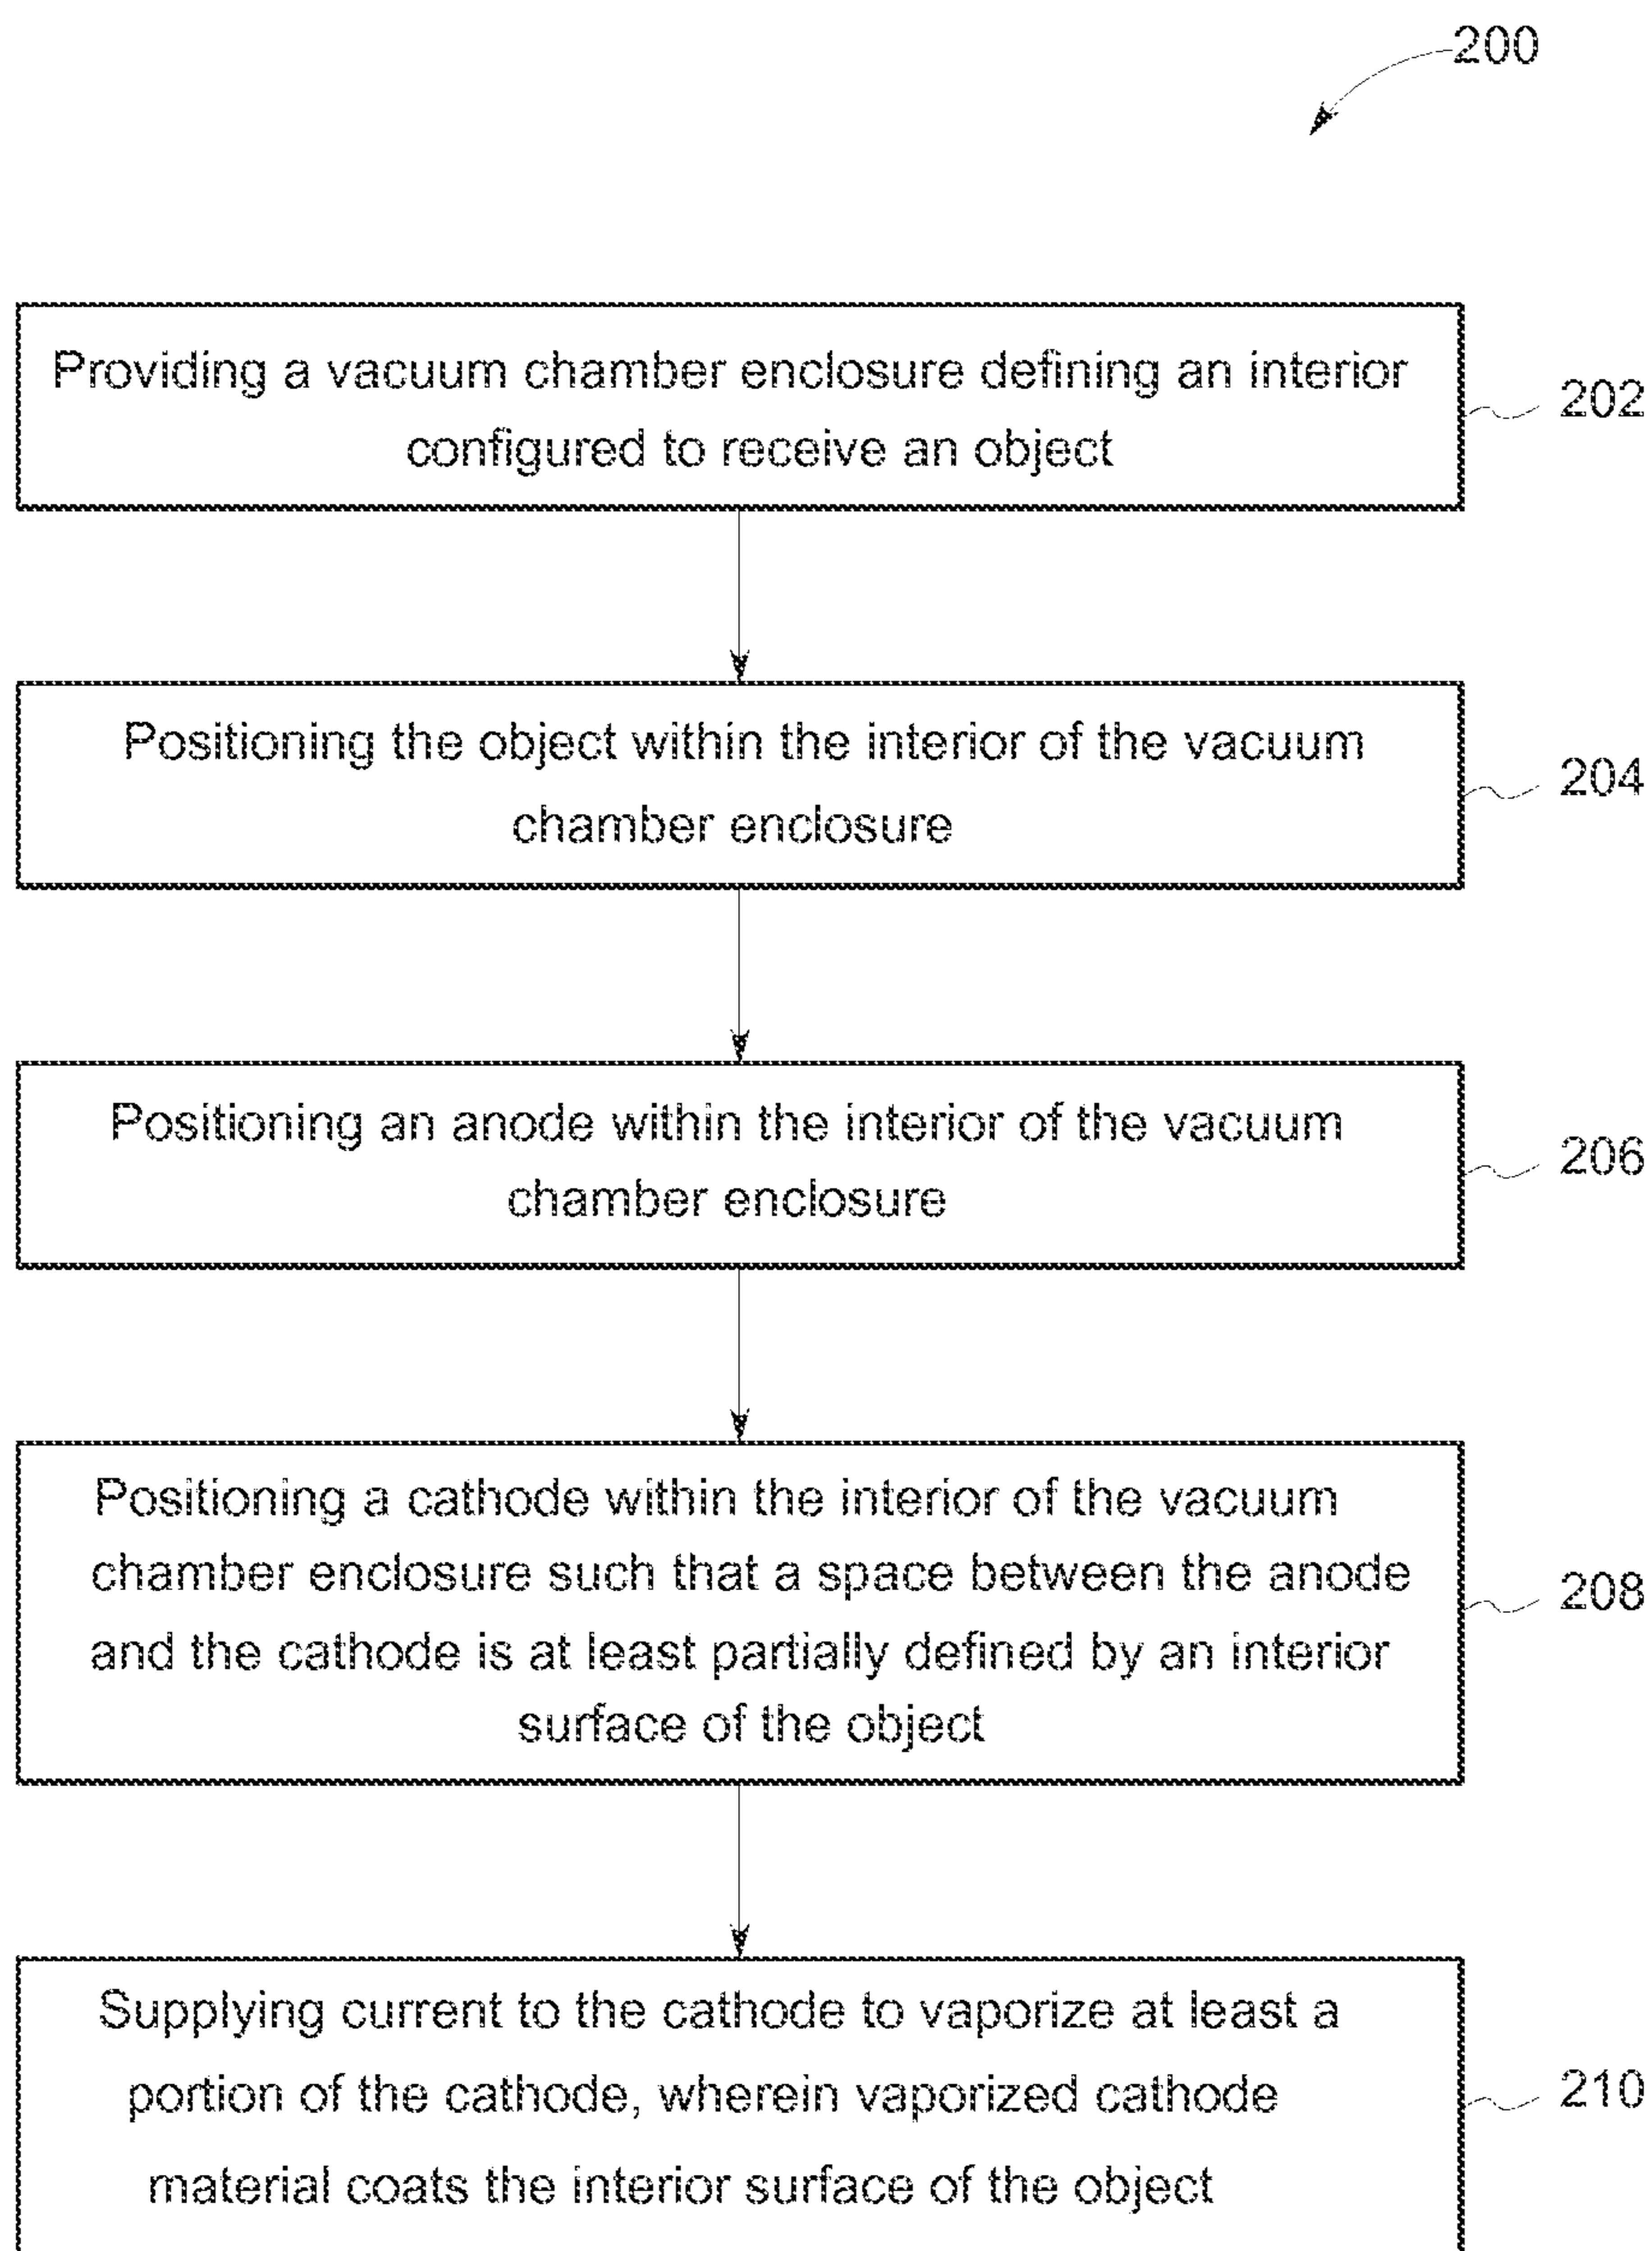 200
Providing a vacuum chamber enclosure defining an interior
configured to receive an object
202
Positioning the object within the interior of the vacuum
chamber enclosure
204
Positioning an anode within the interior of the vacuum
chamber enclosure
206
Positioning a cathode within the interior of the vacuum
chamber enclosure such that a space between the anode
and the cathode is at least partially defined by an interior
surface of the object
208
Supplying current to the cathode to vaporize at least a
portion of the cathode, wherein vaporized cathode
material coats the interior surface of the object
210